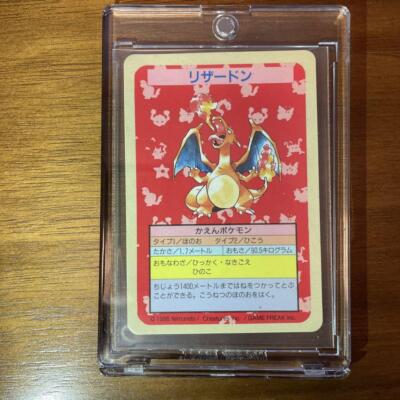 リザードン
かえんポケモン
タイプ1/ほのお タイプ2/ひこう
たかさ/1.7メートル おもさ/90.5キログラム
おもなわざ/ひっかく・なきごえ
ひのこ
ちじょう1400メートルまではねをつかってとぶ
ことができる。こうねつのほのおをはく。
©1995 Nintendo / Creatures inc. / GAME FREAK inc.